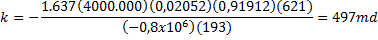 k = − 1.637(4000.000)(0,02052)(0,91912)(621) / (−0,8x10⁶)(193) = 497md